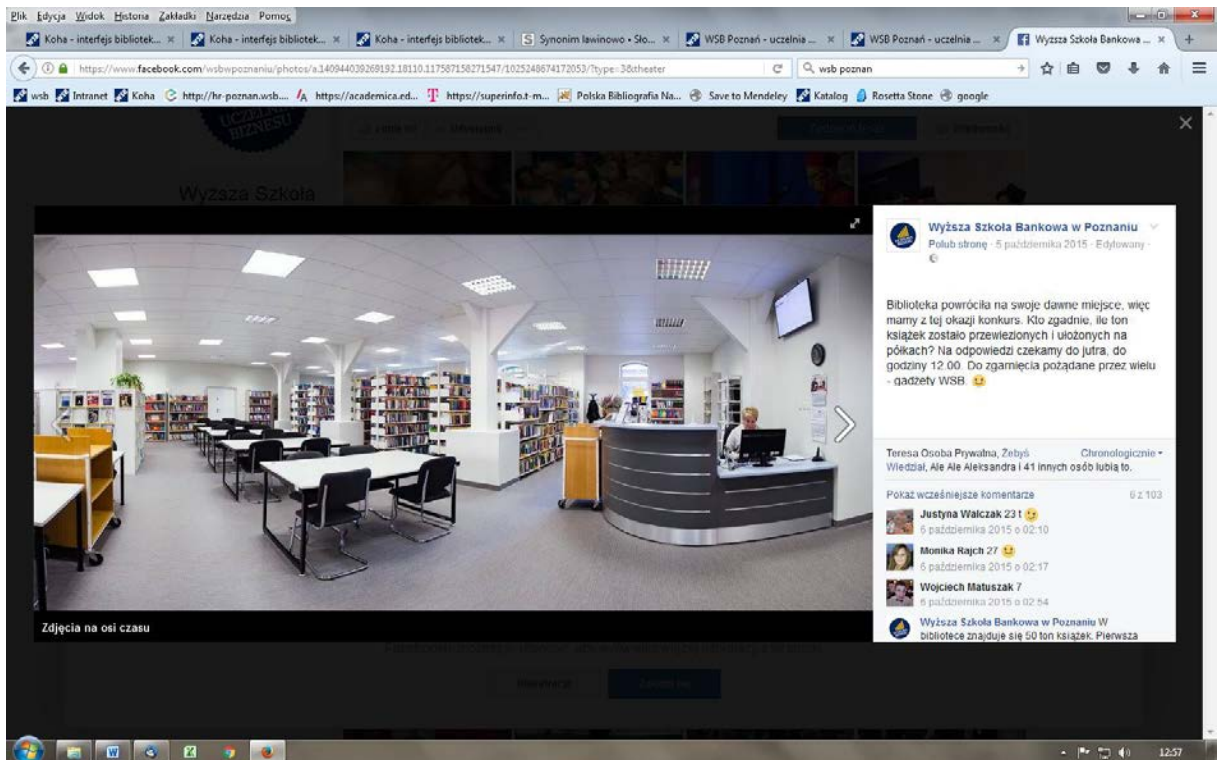 Plik Edycja Widok Historia Zakładki Narzędzia Pomoc
Koha - interfejs bibliotek... Koha - interfejs bibliotek... Koha - interfejs bibliotek... Synonim lawinowo • Sło... WSB Poznań - uczelnia ... WSB Poznań - uczelnia ... Wyższa Szkoła Bankowa ...
https://www.facebook.com/wsbwpoznaniu/photos/a.140944039269192.18110.117587158271547/1025248674172053/?type=3&theater
wsb poznan
wsb Intranet Koha http://hr-poznan.wsb.... https://academica.ed... https://superinfo.t-m... Polska Bibliografia Na... Save to Mendeley Katalog Rosetta Stone google
UCZELNIA
BIZNESU
Wyższa Szkoła
Wyższa Szkoła Bankowa w Poznaniu
Polub stronę · 5 października 2015 · Edytowany ·
Biblioteka powróciła na swoje dawne miejsce, więc
mamy z tej okazji konkurs. Kto zgadnie, ile ton
książek zostało przewiezionych i ułożonych na
półkach? Na odpowiedzi czekamy do jutra, do
godziny 12.00. Do zgarnięcia pożądane przez wielu
- gadżety WSB.
Teresa Osoba Prywatna, Żebyś
Wiedział, Ale Ale Aleksandra i 41 innych osób lubią to.
Chronologicznie
Pokaż wcześniejsze komentarze
6 z 103
Justyna Walczak 23 t
6 października 2015 o 02:10
Monika Rajch 27
6 października 2015 o 02:17
Wojciech Matuszak 7
6 października 2015 o 02:54
Wyższa Szkoła Bankowa w Poznaniu W
bibliotece znajduje się 50 ton książek. Pierwsza
Zdjęcia na osi czasu
12:57